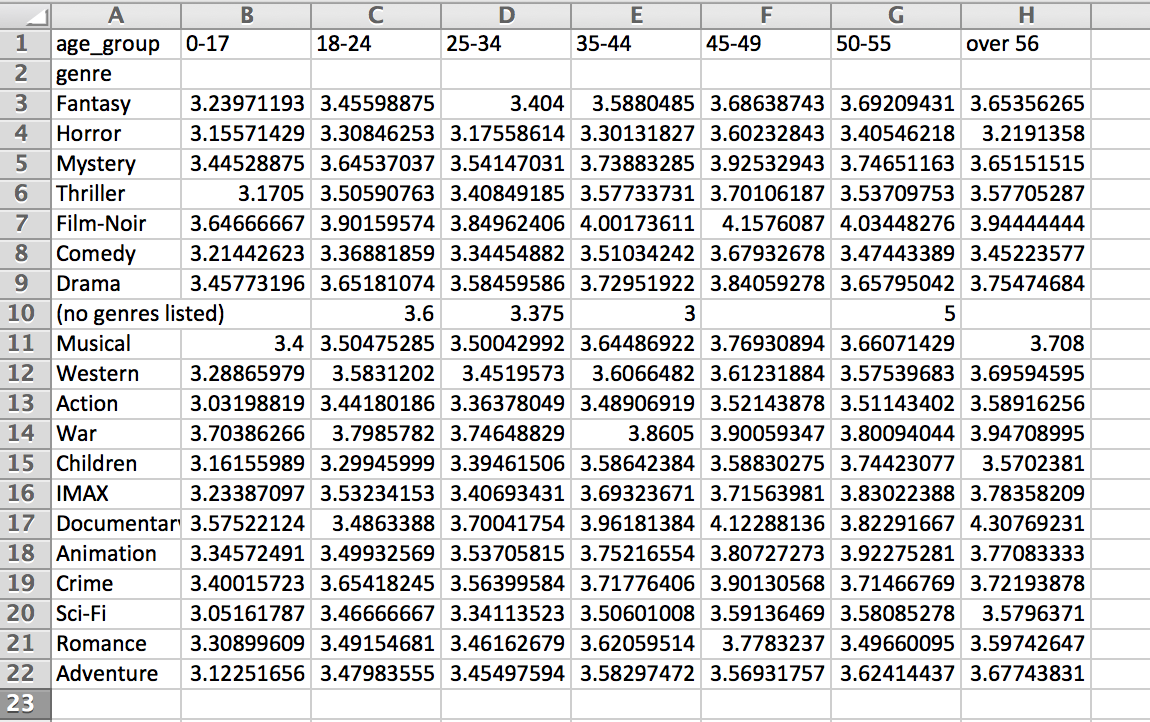 A B C D E F G H
1 age_group 0-17 18-24 25-34 35-44 45-49 50-55 over 56
2 genre
3 Fantasy 3.23971193 3.45598875 3.404 3.5880485 3.68638743 3.69209431 3.65356265
4 Horror 3.15571429 3.30846253 3.17558614 3.30131827 3.60232843 3.40546218 3.2191358
5 Mystery 3.44528875 3.64537037 3.54147031 3.73883285 3.92532943 3.74651163 3.65151515
6 Thriller 3.1705 3.50590763 3.40849185 3.57733731 3.70106187 3.53709753 3.57705287
7 Film-Noir 3.64666667 3.90159574 3.84962406 4.00173611 4.1576087 4.03448276 3.94444444
8 Comedy 3.21442623 3.36881859 3.34454882 3.51034242 3.67932678 3.47443389 3.45223577
9 Drama 3.45773196 3.65181074 3.58459586 3.72951922 3.84059278 3.65795042 3.75474684
10 (no genres listed) 3.6 3.375 3 5
11 Musical 3.4 3.50475285 3.50042992 3.64486922 3.76930894 3.66071429 3.708
12 Western 3.28865979 3.5831202 3.4519573 3.6066482 3.61231884 3.57539683 3.69594595
13 Action 3.03198819 3.44180186 3.36378049 3.48906919 3.52143878 3.51143402 3.58916256
14 War 3.70386266 3.7985782 3.74648829 3.8605 3.90059347 3.80094044 3.94708995
15 Children 3.16155989 3.29945999 3.39461506 3.58642384 3.58830275 3.74423077 3.5702381
16 IMAX 3.23387097 3.53234153 3.40693431 3.69323671 3.71563981 3.83022388 3.78358209
17 Documentar 3.57522124 3.4863388 3.70041754 3.96181384 4.12288136 3.82291667 4.30769231
18 Animation 3.34572491 3.49932569 3.53705815 3.75216554 3.80727273 3.92275281 3.77083333
19 Crime 3.40015723 3.65418245 3.56399584 3.71776406 3.90130568 3.71466769 3.72193878
20 Sci-Fi 3.05161787 3.46666667 3.34113523 3.50601008 3.59136469 3.58085278 3.5796371
21 Romance 3.30899609 3.49154681 3.46162679 3.62059514 3.7783237 3.49660095 3.59742647
22 Adventure 3.12251656 3.47983555 3.45497594 3.58297472 3.56931757 3.62414437 3.67743831
23